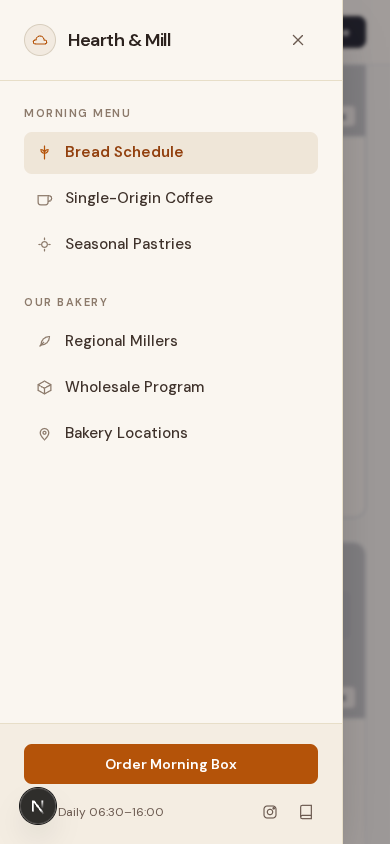 Hearth & Mill
MORNING MENU
Bread Schedule
Single-Origin Coffee
Seasonal Pastries
OUR BAKERY
Regional Millers
Wholesale Program
Bakery Locations
Order Morning Box
Daily 06:30–16:00